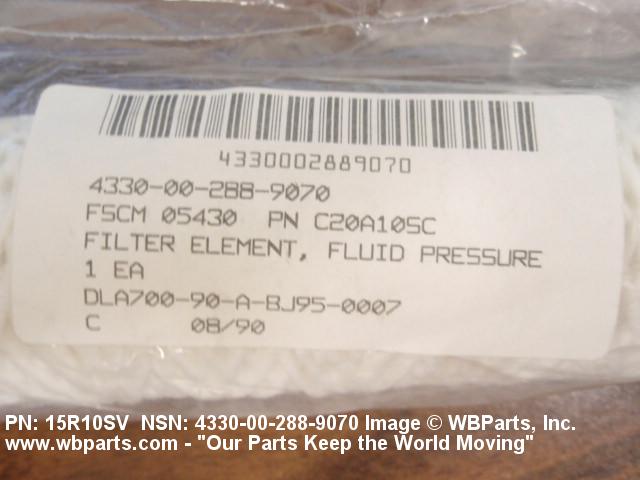 4330002889070
4330-00-288-9070
FSCM 05430 PN C20A10SC
FILTER ELEMENT, FLUID PRESSURE
1 EA
DLA700-90-A-BJ95-0007
C 08/90
PN: 15R10SV NSN: 4330-00-288-9070 Image © WBParts, Inc.
www.wbparts.com - "Our Parts Keep the World Moving"